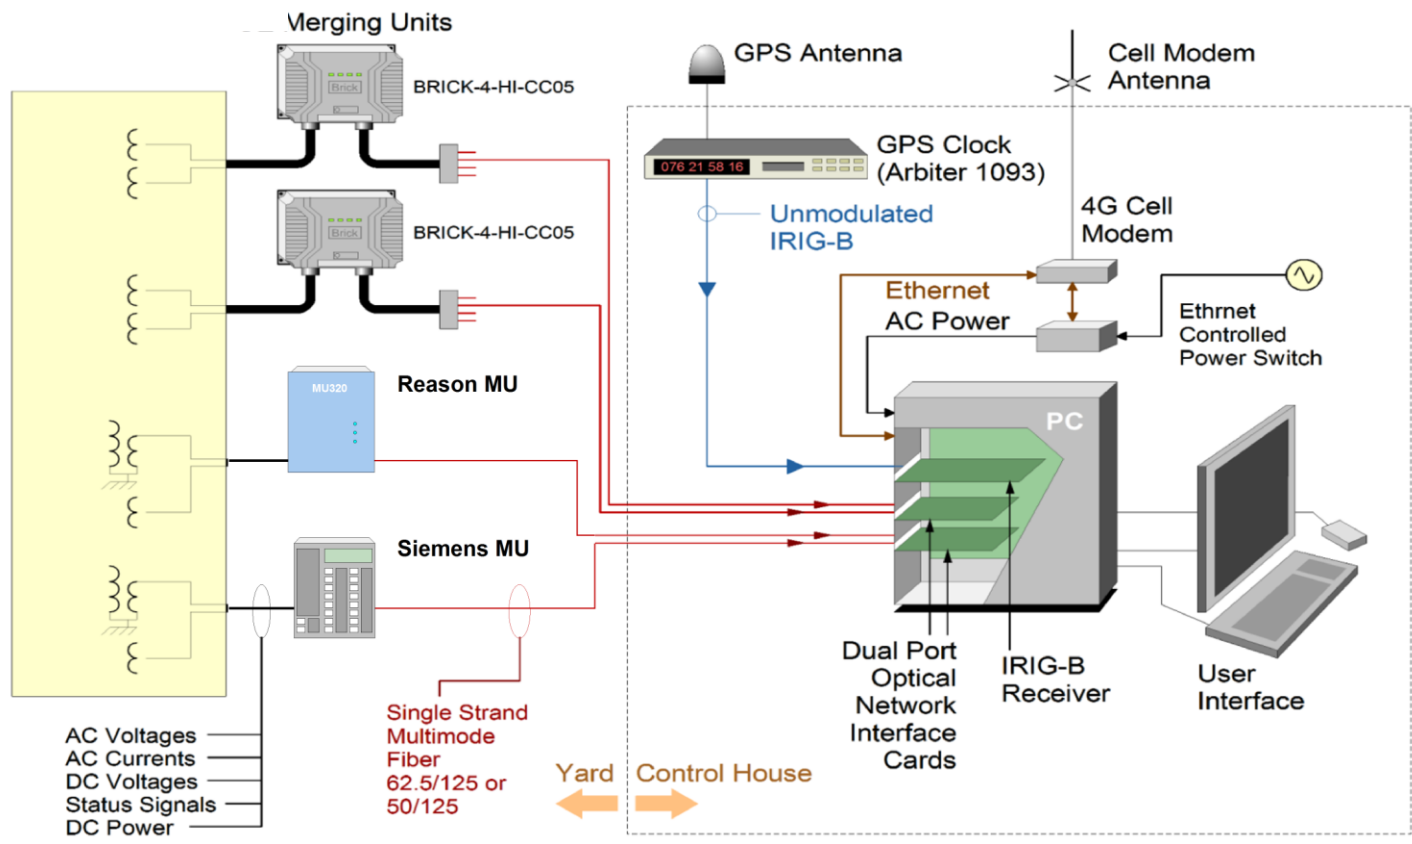 Merging Units
BRICK-4-HI-CC05
Brick
BRICK-4-HI-CC05
Brick
MU320
Reason MU
Siemens MU
AC Voltages
AC Currents
DC Voltages
Status Signals
DC Power
Single Strand
Multimode
Fiber
62.5/125 or
50/125
Yard
Control House
GPS Antenna
Cell Modem
Antenna
076 21 58 16
GPS Clock
(Arbiter 1093)
Unmodulated
IRIG-B
4G Cell
Modem
Ethernet
AC Power
Ethrnet
Controlled
Power Switch
PC
Dual Port
Optical
Network
Interface
Cards
IRIG-B
Receiver
User
Interface